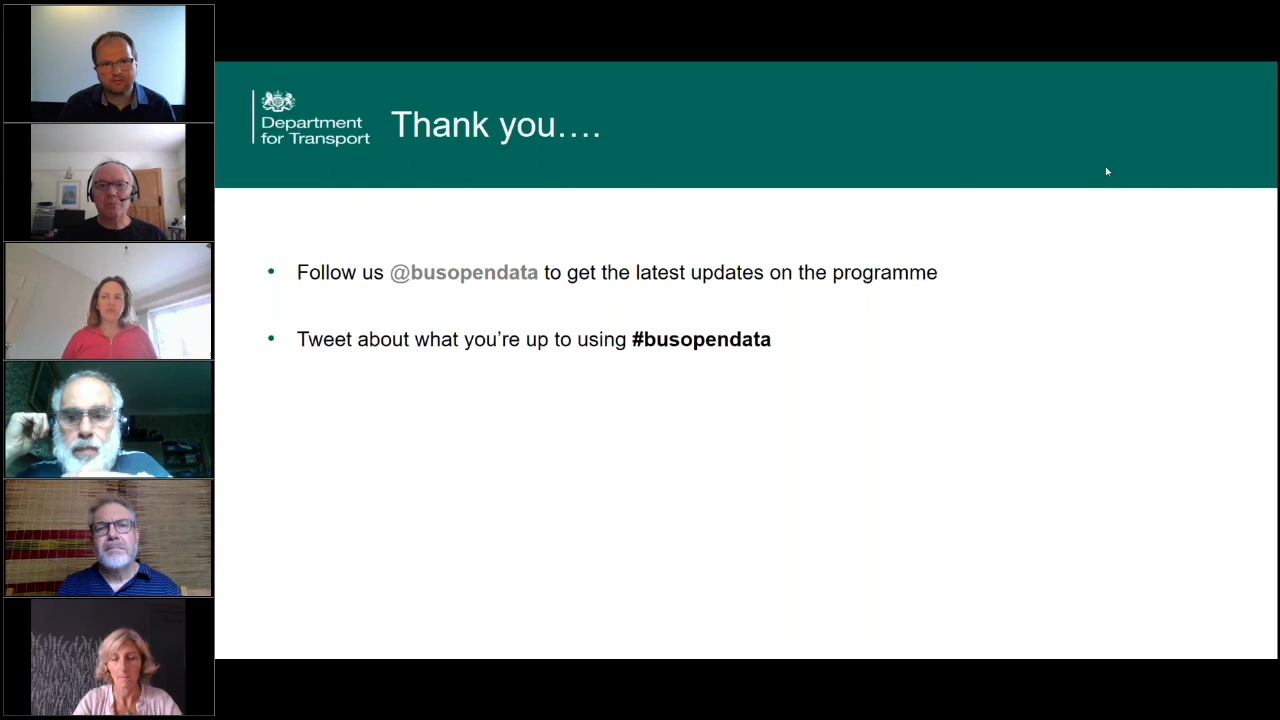 Department
for Transport
Thank you….
• Follow us @busopendata to get the latest updates on the programme
• Tweet about what you’re up to using #busopendata